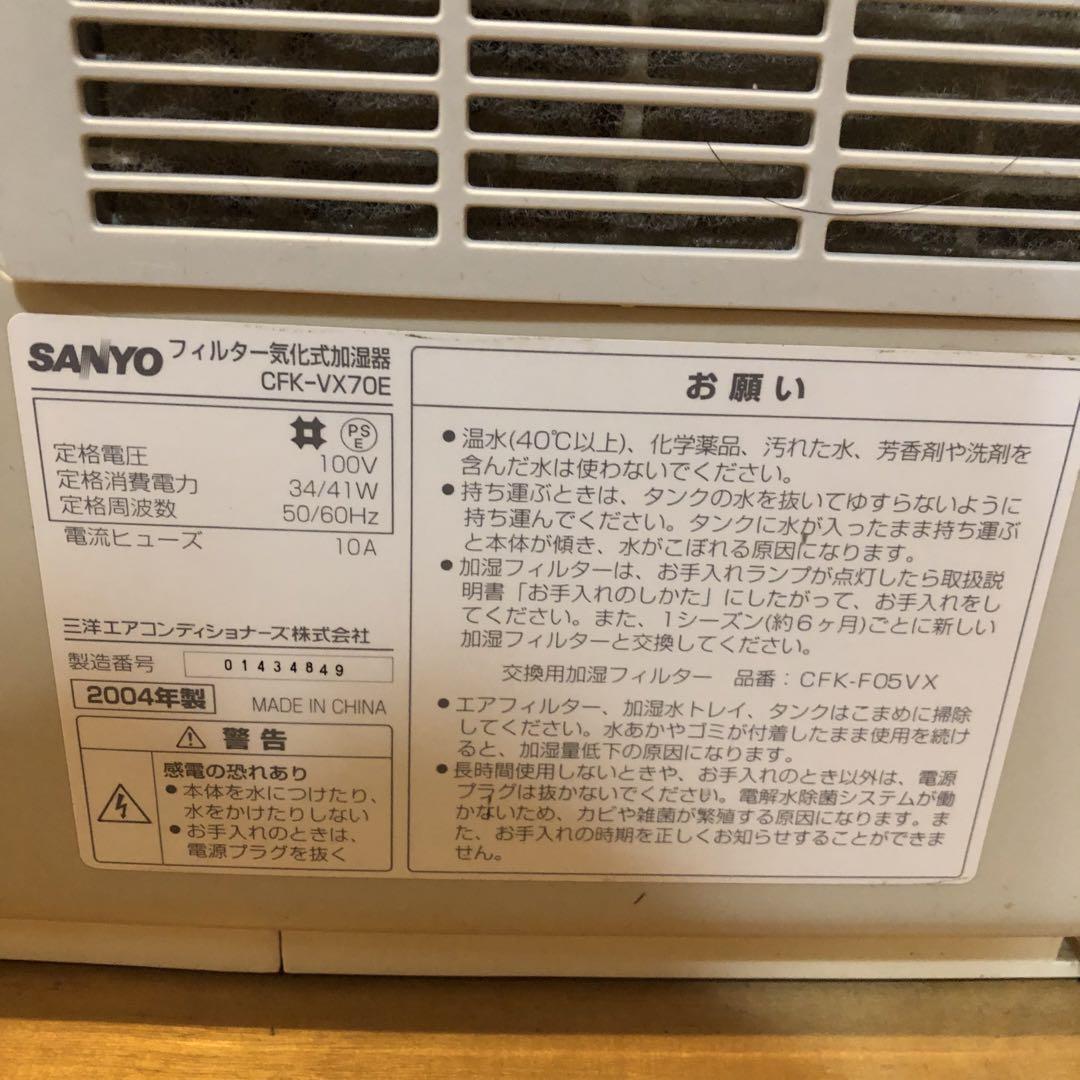 SANYO フィルター気化式加湿器
CFK-VX70E
PS
E
定格電圧 100V
定格消費電力 34/41W
定格周波数 50/60Hz
電流ヒューズ 10A
三洋エアコンディショナーズ株式会社
製造番号 01434849
2004年製 MADE IN CHINA
警告
感電の恐れあり
●本体を水につけたり、
水をかけたりしない
●お手入れのときは、
電源プラグを抜く
お願い
●温水(40℃以上)、化学薬品、汚れた水、芳香剤や洗剤を
含んだ水は使わないでください。
●持ち運ぶときは、タンクの水を抜いてゆすらないように
持ち運んでください。タンクに水が入ったまま持ち運ぶ
と本体が傾き、水がこぼれる原因になります。
●加湿フィルターは、お手入れランプが点灯したら取扱説
明書「お手入れのしかた」にしたがって、お手入れをし
てください。また、1シーズン(約6ヶ月)ごとに新しい
加湿フィルターと交換してください。
交換用加湿フィルター 品番：CFK-F05VX
●エアフィルター、加湿水トレイ、タンクはこまめに掃除
してください。水あかやゴミが付着したまま使用を続け
ると、加湿量低下の原因になります。
●長時間使用しないときや、お手入れのとき以外は、電源
プラグは抜かないでください。電解水除菌システムが働
かないため、カビや雑菌が繁殖する原因になります。ま
た、お手入れの時期を正しくお知らせすることができま
せん。